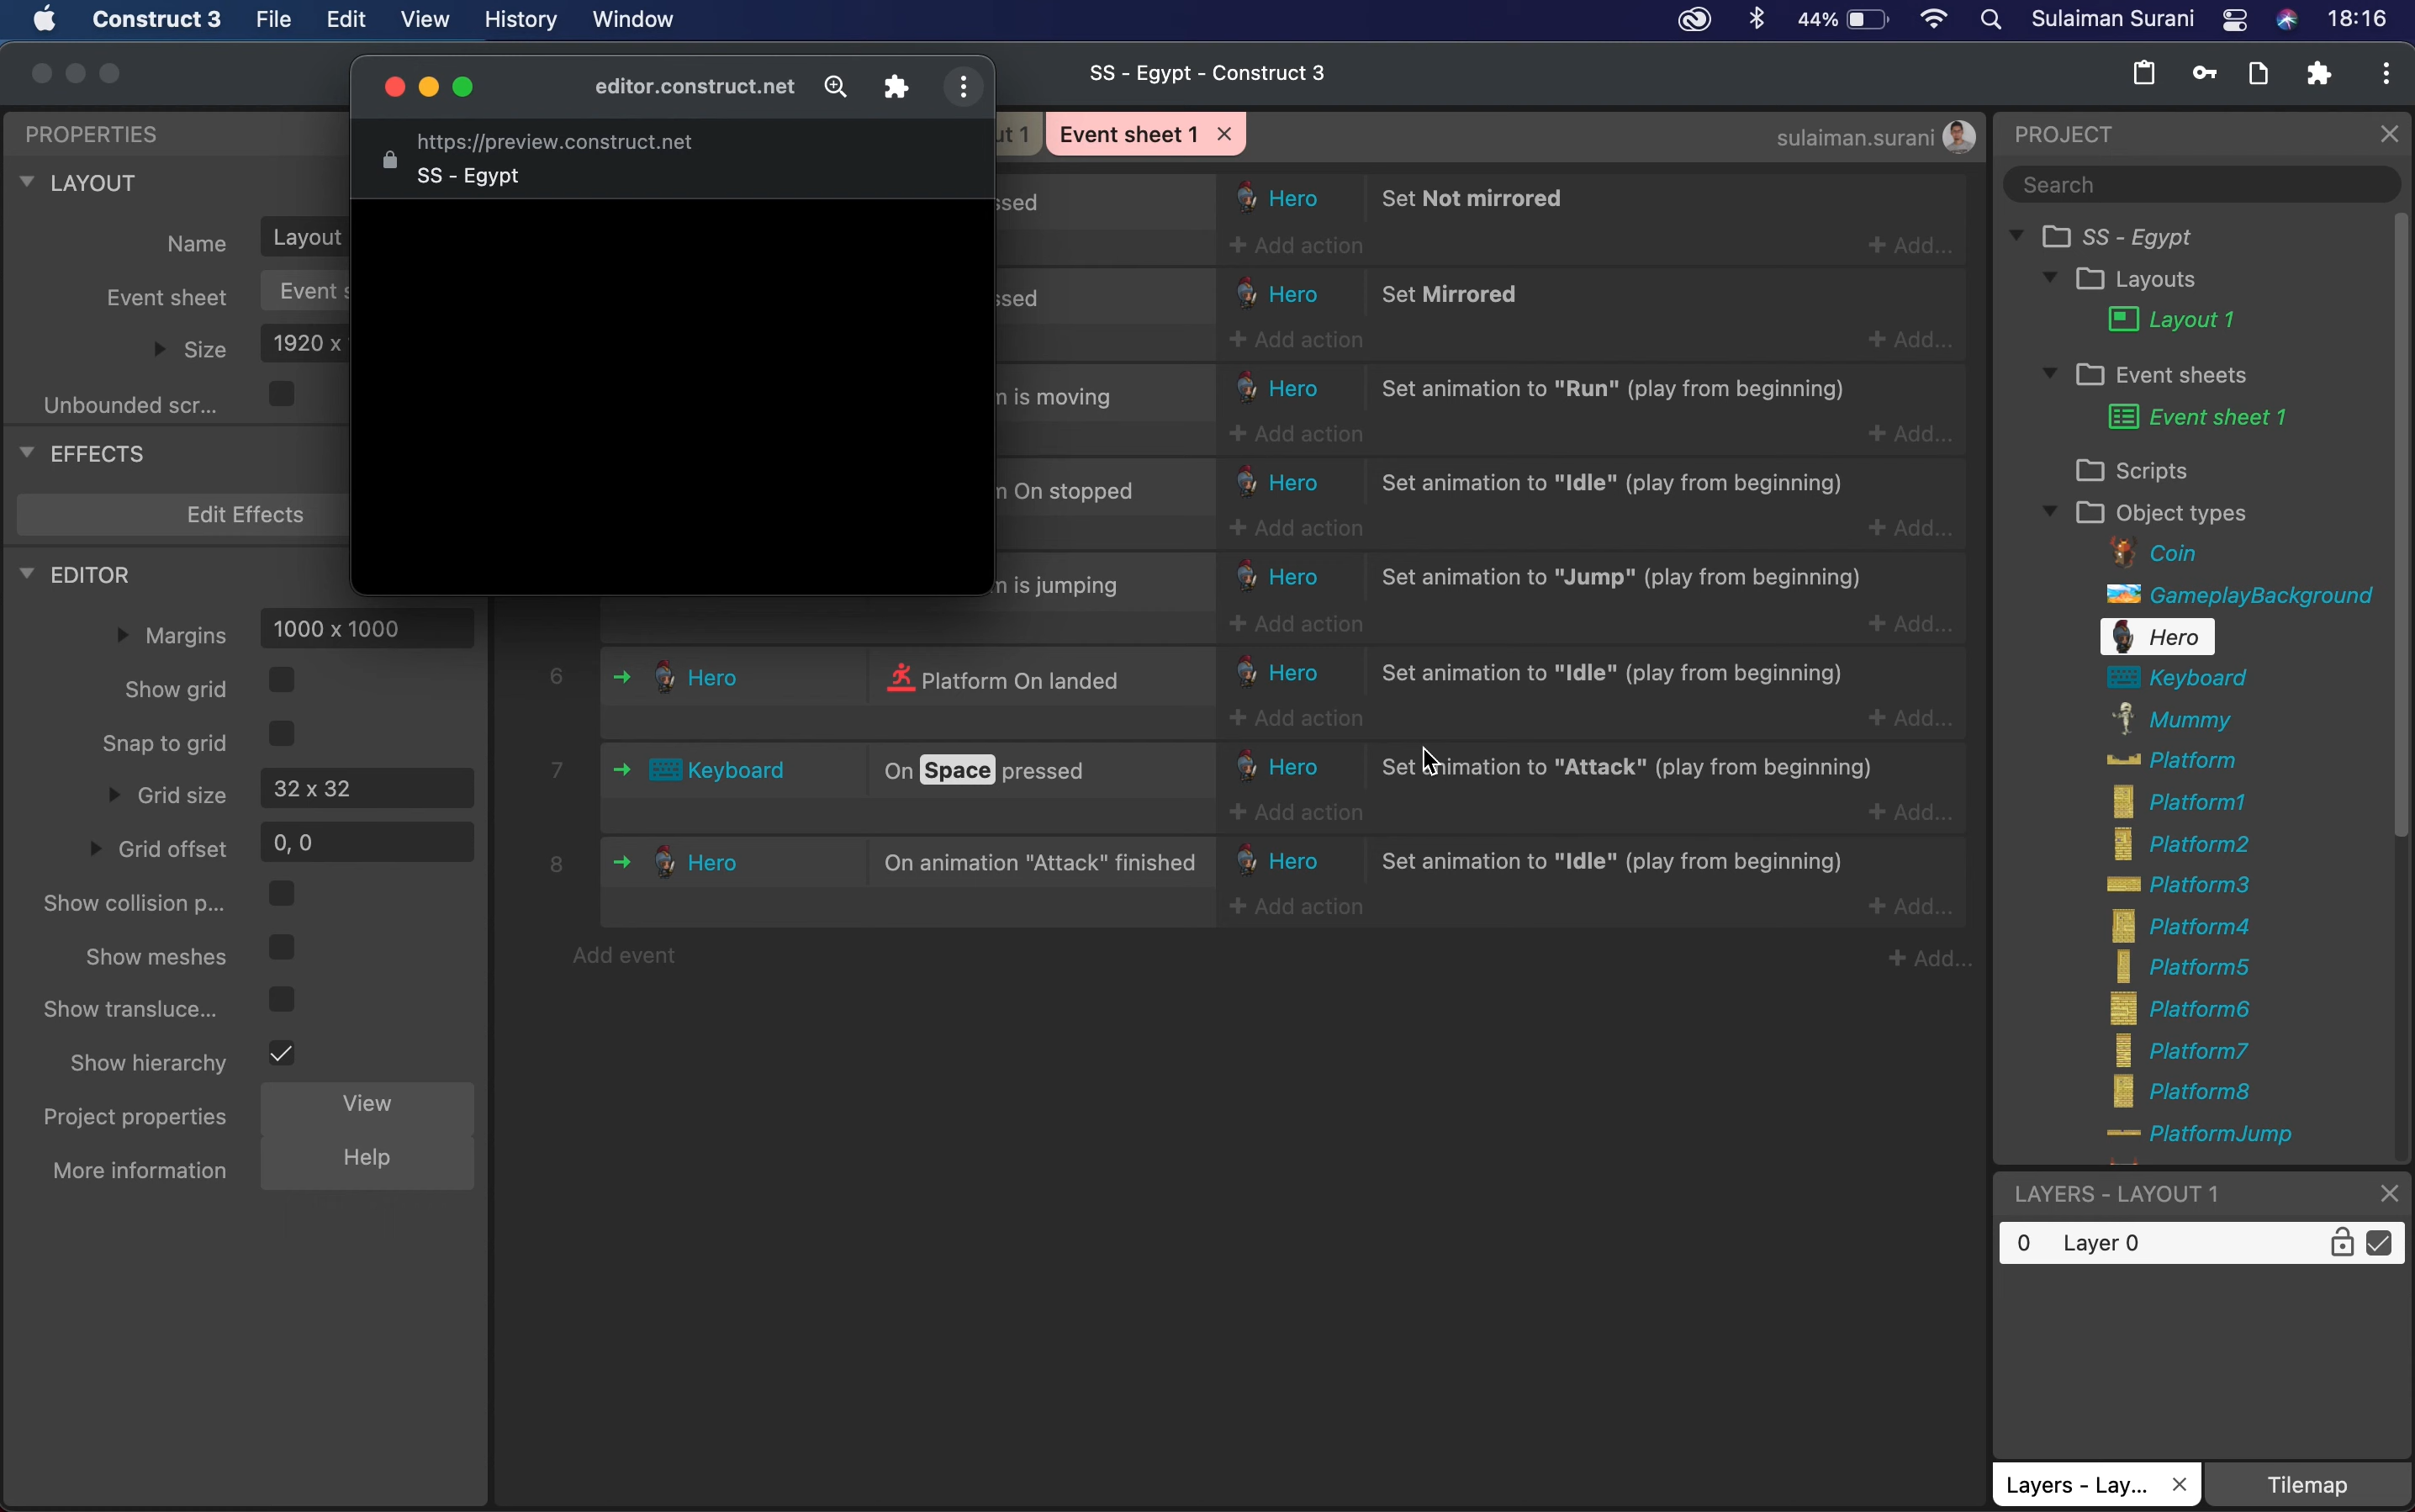 Construct 3 File Edit View History Window 44% Sulaiman Surani 18:16
SS - Egypt - Construct 3
editor.construct.net
https://preview.construct.net
SS - Egypt
PROPERTIES
LAYOUT
Name Layout
Event sheet Event s
Size 1920 x
Unbounded scr...
EFFECTS
Edit Effects
EDITOR
Margins 1000 x 1000
Show grid
Snap to grid
Grid size 32 x 32
Grid offset 0, 0
Show collision p...
Show meshes
Show transluce...
Show hierarchy
Project properties View
More information Help
ut 1 Event sheet 1
sulaiman.surani
ssed Hero Set Not mirrored
+ Add action + Add...
ssed Hero Set Mirrored
+ Add action + Add...
n is moving Hero Set animation to "Run" (play from beginning)
+ Add action + Add...
n On stopped Hero Set animation to "Idle" (play from beginning)
+ Add action + Add...
n is jumping Hero Set animation to "Jump" (play from beginning)
+ Add action + Add...
6 Hero Platform On landed Hero Set animation to "Idle" (play from beginning)
+ Add action + Add...
7 Keyboard On Space pressed Hero Set animation to "Attack" (play from beginning)
+ Add action + Add...
8 Hero On animation "Attack" finished Hero Set animation to "Idle" (play from beginning)
+ Add action + Add...
Add event + Add...
PROJECT
Search
SS - Egypt
Layouts
Layout 1
Event sheets
Event sheet 1
Scripts
Object types
Coin
GameplayBackground
Hero
Keyboard
Mummy
Platform
Platform1
Platform2
Platform3
Platform4
Platform5
Platform6
Platform7
Platform8
PlatformJump
LAYERS - LAYOUT 1
0 Layer 0
Layers - Lay... Tilemap